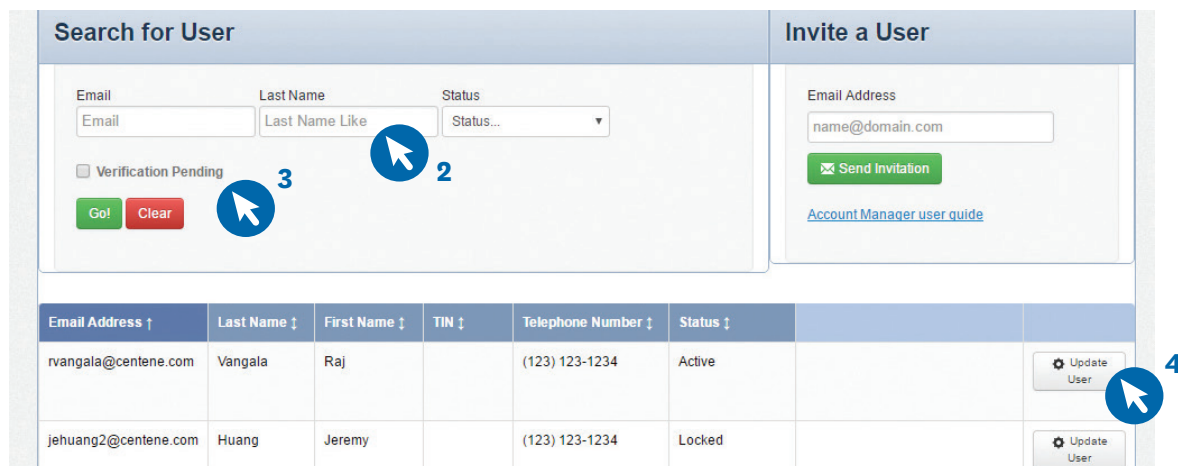 Search for User
Invite a User
Email
Last Name
Status
Email Address
Email
Last Name Like
Status...
name@domain.com
2
Verification Pending
3
Send Invitation
Go!
Clear
Account Manager user guide
Email Address ↑
Last Name ↕
First Name ↕
TIN ↕
Telephone Number ↕
Status ↕
rvangala@centene.com
Vangala
Raj
(123) 123-1234
Active
Update
User
4
jehuang2@centene.com
Huang
Jeremy
(123) 123-1234
Locked
Update
User